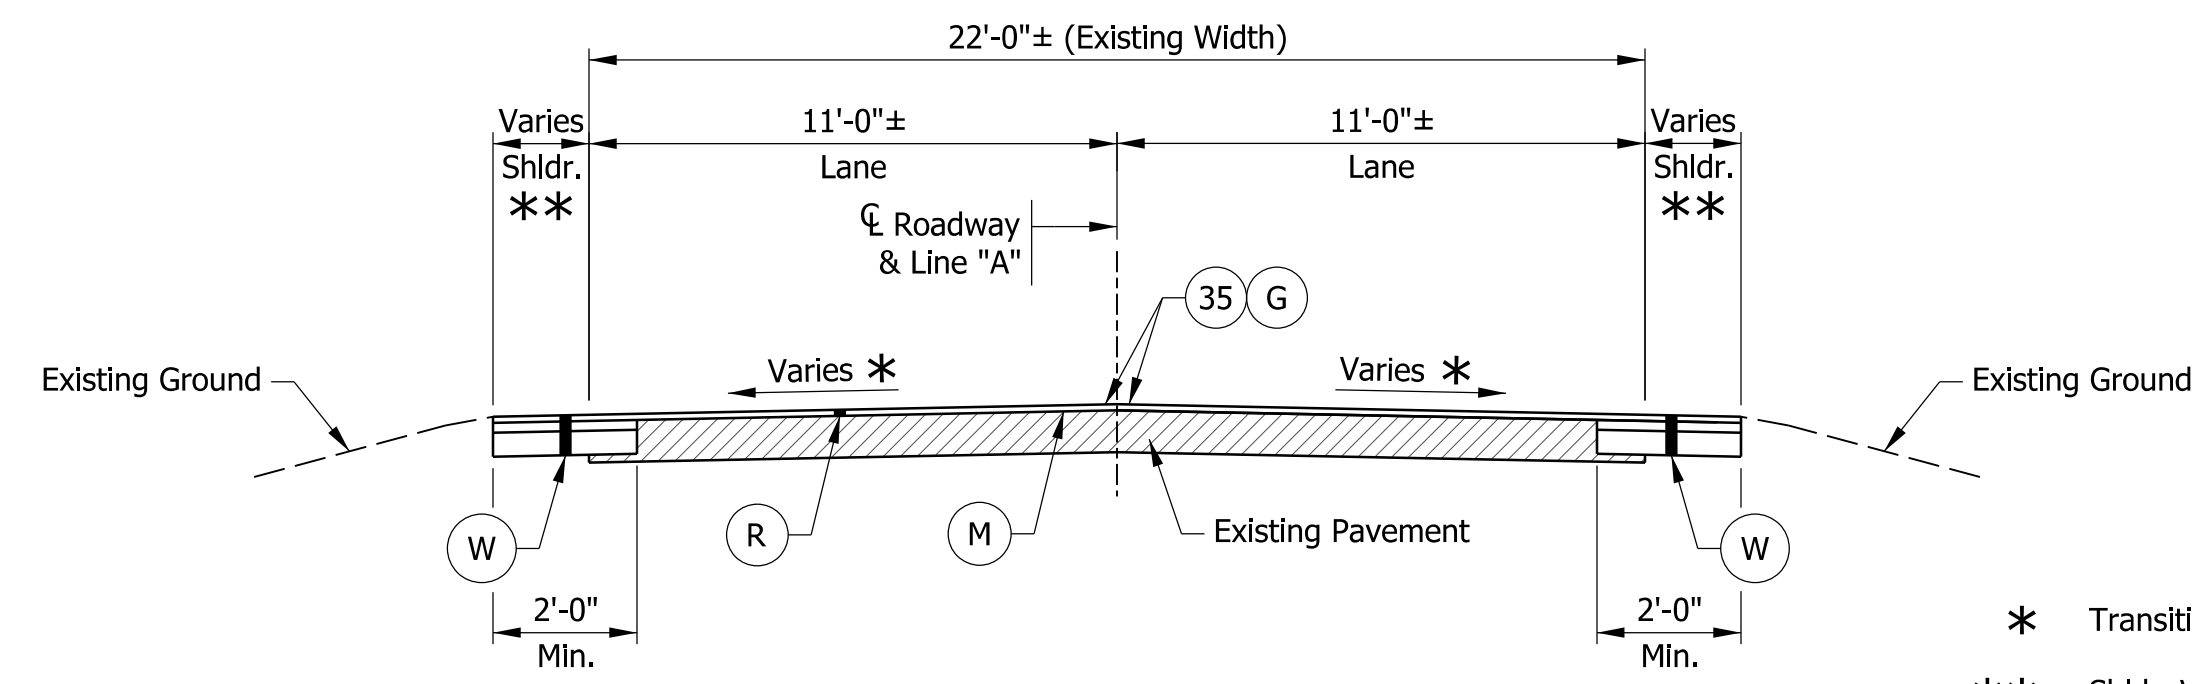 22'-0"± (Existing Width)
Varies
11'-0"±
11'-0"±
Varies
Shldr.
Lane
Lane
Shldr.
**
**
℄ Roadway
& Line "A"
35
G
Existing Ground
Varies *
Varies *
Existing Ground
W
R
M
Existing Pavement
W
2'-0"
Min.
2'-0"
Min.
*